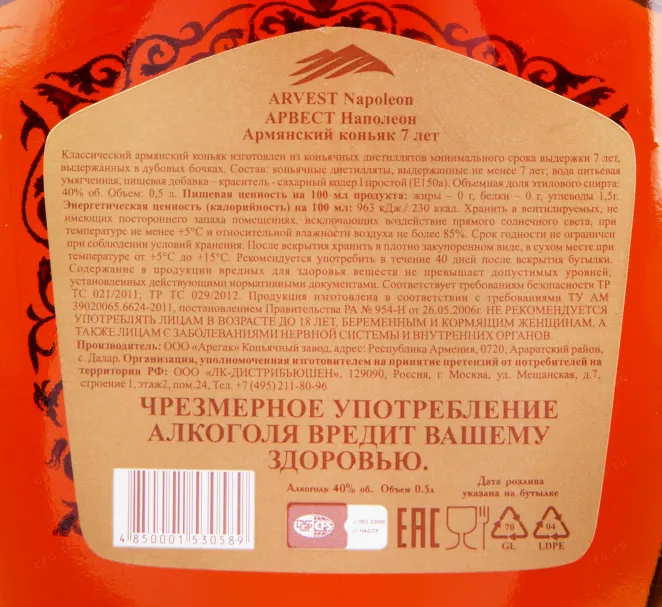 ARVEST Napoleon
АРВЕСТ Наполеон
Армянский коньяк 7 лет
Классический армянский коньяк изготовлен из коньячных дистиллятов минимального срока выдержки 7 лет,
выдержанных в дубовых бочках. Состав: коньячные дистилляты, выдержанные не менее 7 лет; вода питьевая
умягченная, пищевая добавка – краситель - сахарный колер I простой (Е150а). Объемная доля этилового спирта:
40% об. Объем: 0,5 л. Пищевая ценность на 100 мл продукта: жиры – 0 г, белки – 0 г, углеводы 1,5г.
Энергетическая ценность (калорийность) на 100 мл: 963 кДж/ 230 ккал. Хранить в вентилируемых, не
имеющих постороннего запаха помещениях, исключающих воздействие прямого солнечного света, при
температуре не менее +5°С и относительной влажности воздуха не более 85%. Срок годности не ограничен
при соблюдении условий хранения. После вскрытия хранить в плотно закупоренном виде, в сухом месте при
температуре от +5°С до +15°С. Рекомендуется употребить в течение 40 дней после вскрытия бутылки.
Содержание в продукции вредных для здоровья веществ не превышает допустимых уровней,
установленных действующими нормативными документами. Соответствует требованиям безопасности ТР
ТС 021/2011; ТР ТС 029/2012. Продукция изготовлена в соответствии с требованиями ТУ АМ
39020065.6624-2011, постановлением Правительства РА № 954-Н от 26.05.2006г. НЕ РЕКОМЕНДУЕТСЯ
УПОТРЕБЛЯТЬ ЛИЦАМ В ВОЗРАСТЕ ДО 18 ЛЕТ, БЕРЕМЕННЫМ И КОРМЯЩИМ ЖЕНЩИНАМ, А
ТАКЖЕ ЛИЦАМ С ЗАБОЛЕВАНИЯМИ НЕРВНОЙ СИСТЕМЫ И ВНУТРЕННИХ ОРГАНОВ.
Производитель: ООО «Арегак» Коньячный завод, адрес: Республика Армения, 0720, Араратский район,
с. Далар. Организация, уполномоченная изготовителем на принятие претензий от потребителей на
территории РФ: ООО «ЛК-ДИСТРИБЬЮШЕН», 129090, Россия, г. Москва, ул. Мещанская, д.7,
строение 1, этаж2, пом.24, Тел. +7 (495) 211-80-96
ЧРЕЗМЕРНОЕ УПОТРЕБЛЕНИЕ
АЛКОГОЛЯ ВРЕДИТ ВАШЕМУ
ЗДОРОВЬЮ.
Алкоголь 40% об. Объем 0.5л
Дата розлива
указана на бутылке
4 850001 530589
ISO 22000
HACCP
EAC
70
GL
04
LDPE